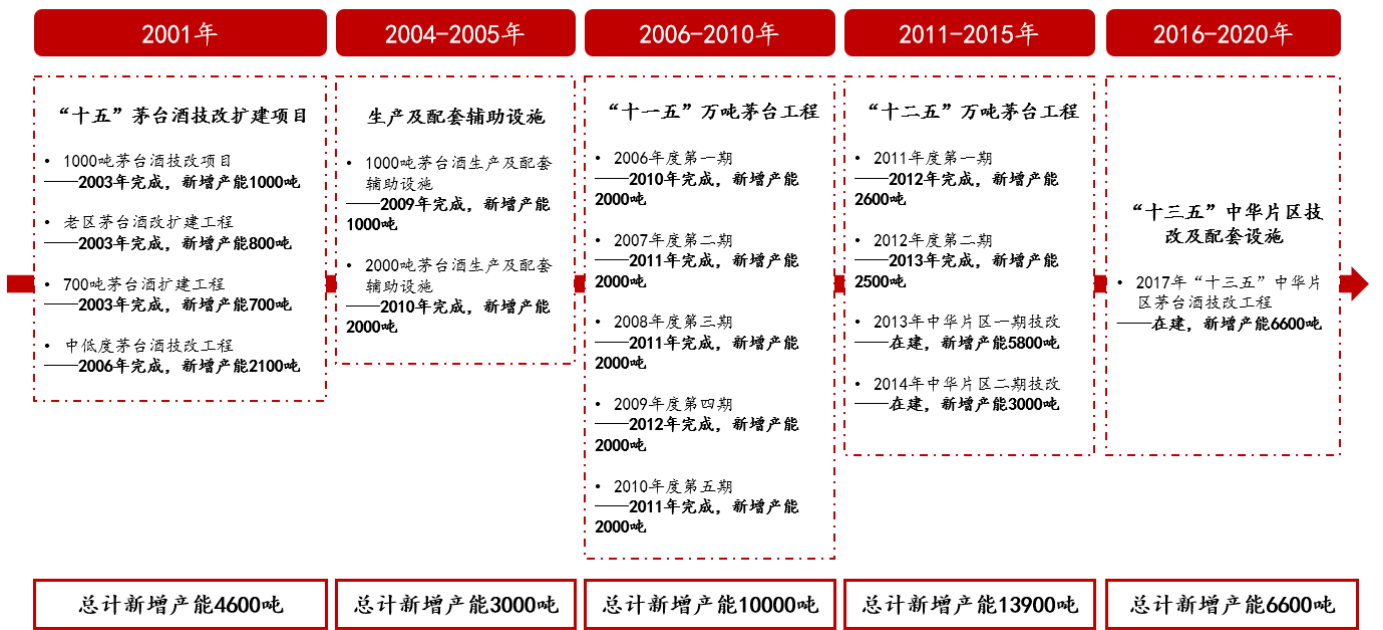 2001年
2004-2005年
2006-2010年
2011-2015年
2016-2020年
“十五”茅台酒技改扩建项目
• 1000吨茅台酒技改项目
——2003年完成，新增产能1000吨
• 老区茅台酒改扩建工程
——2003年完成，新增产能800吨
• 700吨茅台酒扩建工程
——2003年完成，新增产能700吨
• 中低度茅台酒技改工程
——2006年完成，新增产能2100吨
生产及配套辅助设施
• 1000吨茅台酒生产及配套
辅助设施
——2009年完成，新增产能
1000吨
• 2000吨茅台酒生产及配套
辅助设施
——2010年完成，新增产能
2000吨
“十一五”万吨茅台工程
• 2006年度第一期
——2010年完成，新增产能
2000吨
• 2007年度第二期
——2011年完成，新增产能
2000吨
• 2008年度第三期
——2011年完成，新增产能
2000吨
• 2009年度第四期
——2012年完成，新增产能
2000吨
• 2010年度第五期
——2011年完成，新增产能
2000吨
“十二五”万吨茅台工程
• 2011年度第一期
——2012年完成，新增产能
2600吨
• 2012年度第二期
——2013年完成，新增产能
2500吨
• 2013年中华片区一期技改
——在建，新增产能5800吨
• 2014年中华片区二期技改
——在建，新增产能3000吨
“十三五”中华片区技
改及配套设施
• 2017年“十三五”中华片
区茅台酒技改工程
——在建，新增产能6600吨
总计新增产能4600吨
总计新增产能3000吨
总计新增产能10000吨
总计新增产能13900吨
总计新增产能6600吨